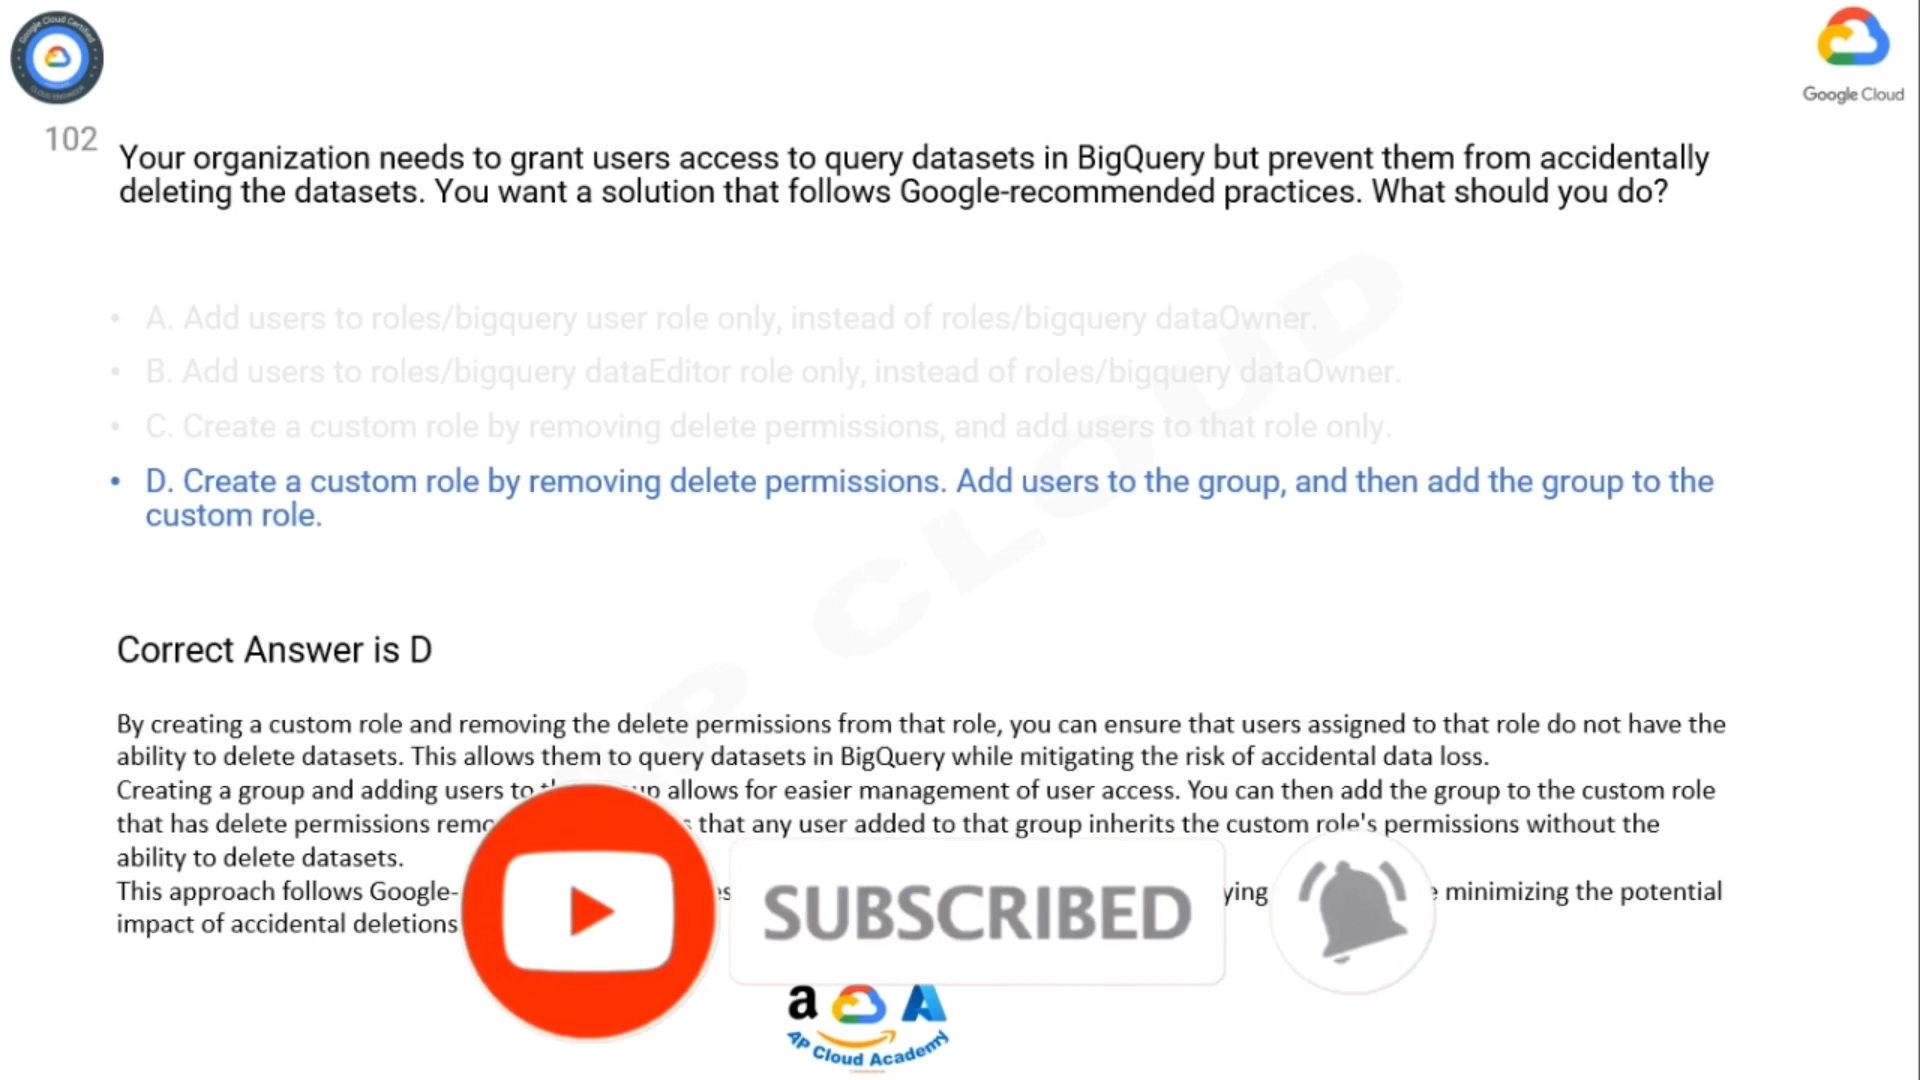 Google Cloud Certified
CLOUD ENGINEER
Google Cloud
102
Your organization needs to grant users access to query datasets in BigQuery but prevent them from accidentally
deleting the datasets. You want a solution that follows Google-recommended practices. What should you do?
• A. Add users to roles/bigquery user role only, instead of roles/bigquery dataOwner.
• B. Add users to roles/bigquery dataEditor role only, instead of roles/bigquery dataOwner.
• C. Create a custom role by removing delete permissions, and add users to that role only.
• D. Create a custom role by removing delete permissions. Add users to the group, and then add the group to the
custom role.
P CLOUD
Correct Answer is D
By creating a custom role and removing the delete permissions from that role, you can ensure that users assigned to that role do not have the
ability to delete datasets. This allows them to query datasets in BigQuery while mitigating the risk of accidental data loss.
Creating a group and adding users to allows for easier management of user access. You can then add the group to the custom role
that has delete permissions that any user added to that group inherits the custom role's permissions without the
ability to delete datasets.
This approach follows Google- minimizing the potential
impact of accidental deletions
SUBSCRIBED
a
AP Cloud Academy